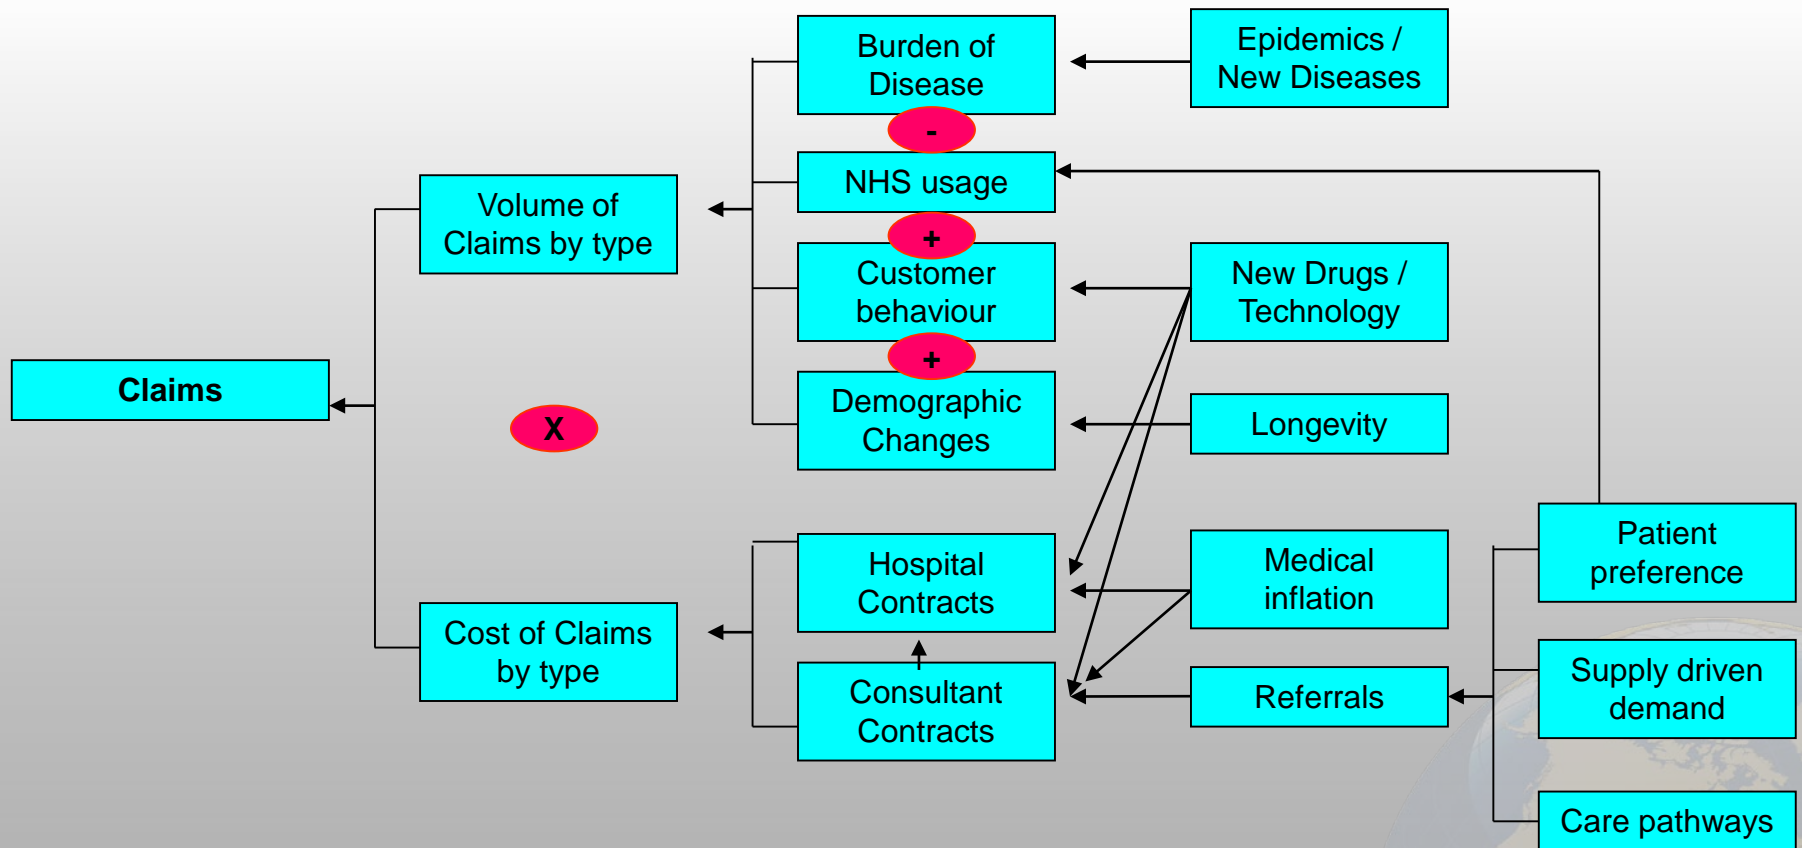 Burden of
Disease
Epidemics /
New Diseases
-
NHS usage
Volume of
Claims by type
+
Customer
behaviour
New Drugs /
Technology
+
Claims
Demographic
Changes
Longevity
X
Hospital
Contracts
Medical
inflation
Patient
preference
Cost of Claims
by type
Consultant
Contracts
Referrals
Supply driven
demand
Care pathways